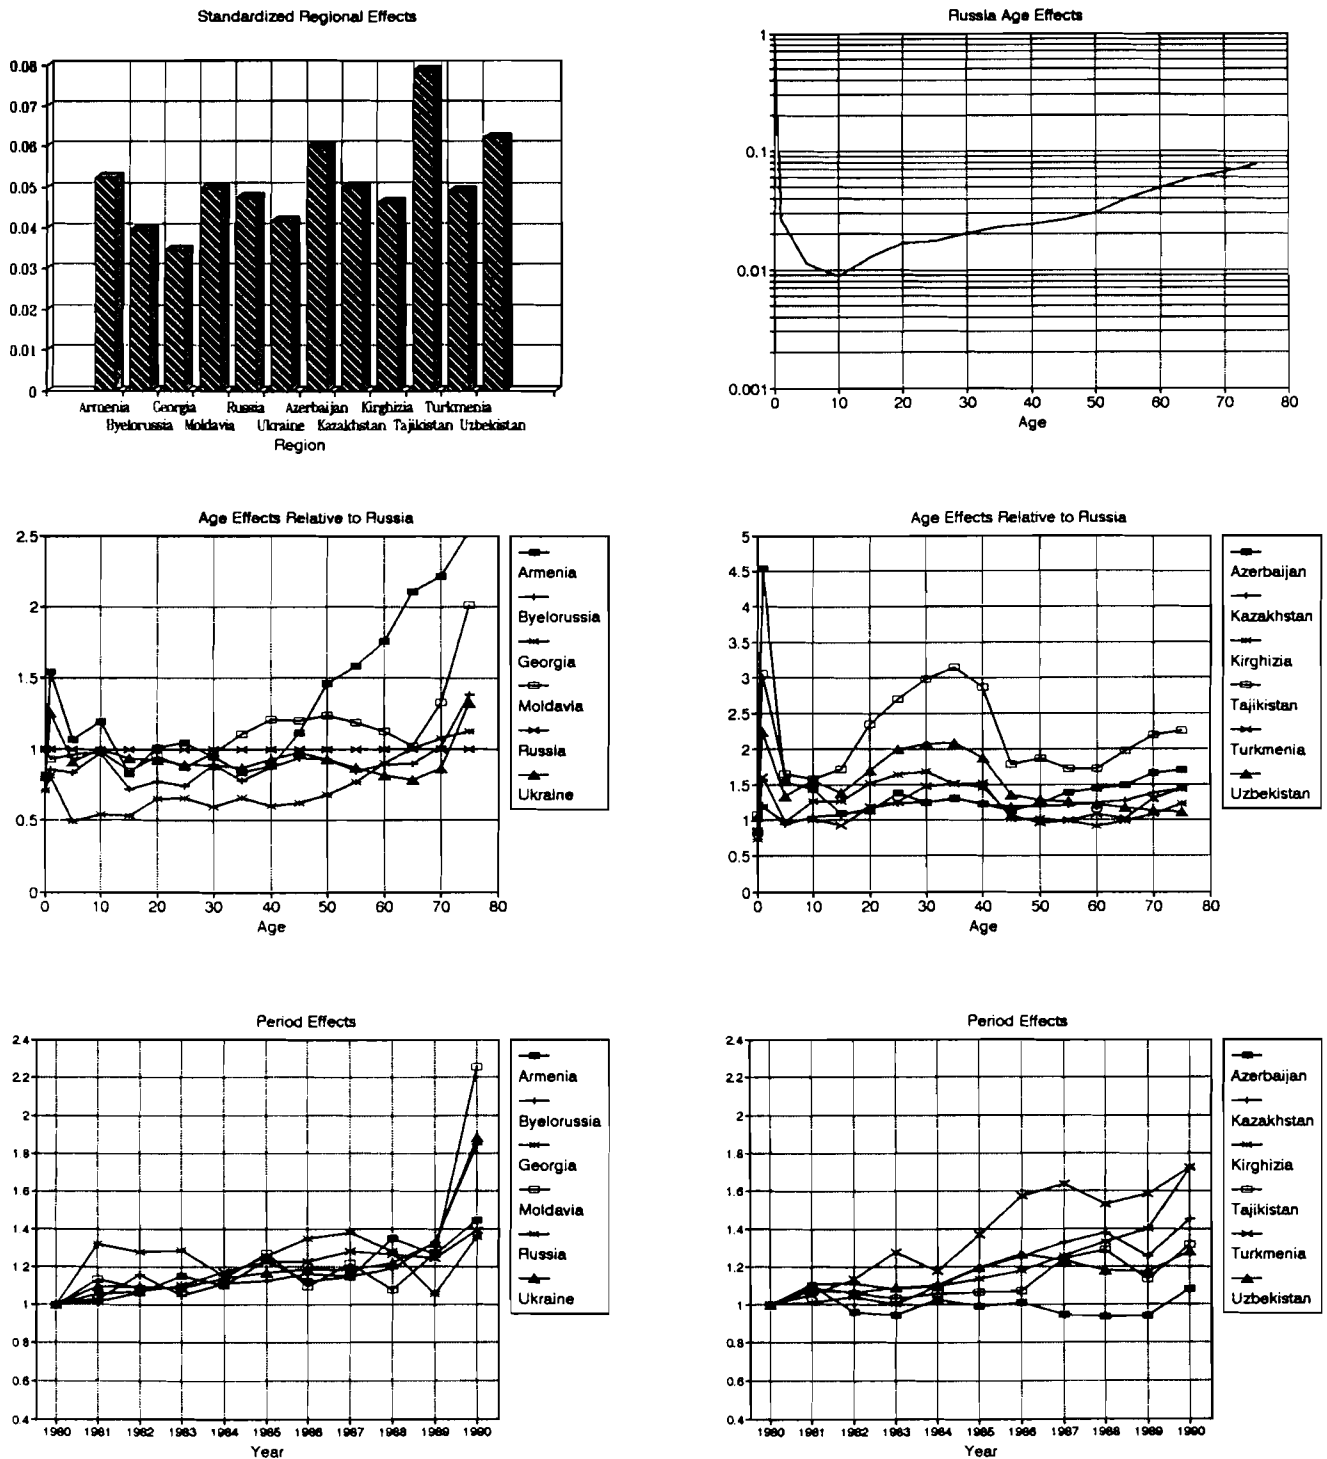 Standardized Regional Effects
0.08
0.07
0.06
0.05
0.04
0.03
0.02
0.01
0
Armenia Georgia Russia Azerbaijan Kirghizia Turkmenia
Byelorussia Moldavia Ukraine Kazakhstan Tajikistan Uzbekistan
Region
Russia Age Effects
1
0.1
0.01
0.001
0 10 20 30 40 50 60 70 80
Age
Age Effects Relative to Russia
2.5
2
1.5
1
0.5
0
0 10 20 30 40 50 60 70 80
Age
Armenia
Byelorussia
Georgia
Moldavia
Russia
Ukraine
Age Effects Relative to Russia
5
4.5
4
3.5
3
2.5
2
1.5
1
0.5
0
0 10 20 30 40 50 60 70 80
Age
Azerbaijan
Kazakhstan
Kirghizia
Tajikistan
Turkmenia
Uzbekistan
Period Effects
2.4
2.2
2
1.8
1.6
1.4
1.2
1
0.8
0.6
0.4
1980 1981 1982 1983 1984 1985 1986 1987 1988 1989 1990
Year
Armenia
Byelorussia
Georgia
Moldavia
Russia
Ukraine
Period Effects
2.4
2.2
2
1.8
1.6
1.4
1.2
1
0.8
0.6
0.4
1980 1981 1982 1983 1984 1985 1986 1987 1988 1989 1990
Year
Azerbaijan
Kazakhstan
Kirghizia
Tajikistan
Turkmenia
Uzbekistan